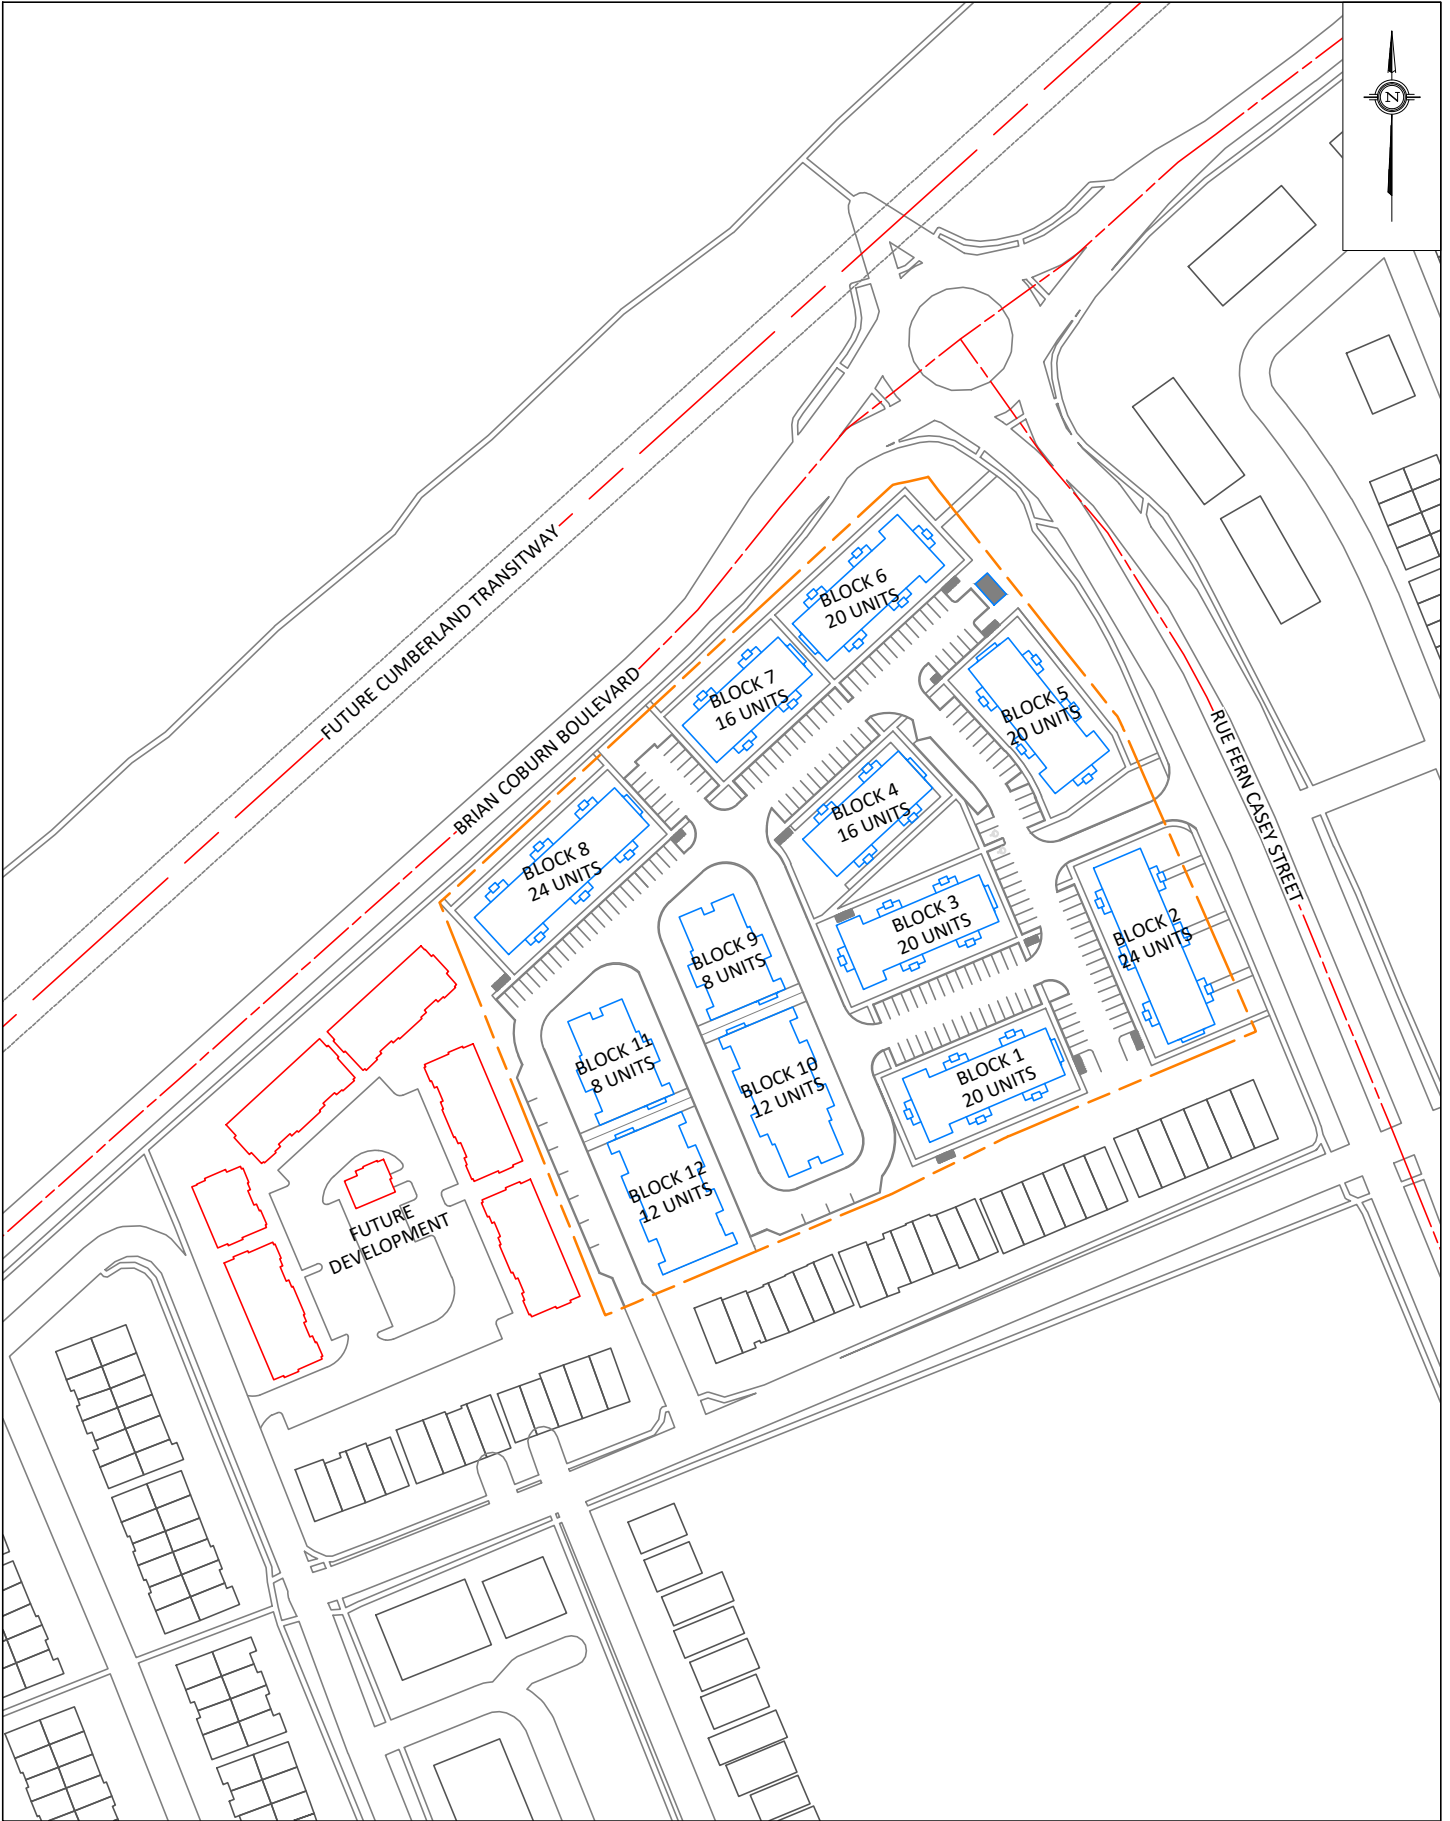 N
FUTURE CUMBERLAND TRANSITWAY
BRIAN COBURN BOULEVARD
RUE FERN CASEY STREET
BLOCK 6
20 UNITS
BLOCK 7
16 UNITS
BLOCK 5
20 UNITS
BLOCK 4
16 UNITS
BLOCK 8
24 UNITS
BLOCK 3
20 UNITS
BLOCK 2
24 UNITS
BLOCK 9
8 UNITS
BLOCK 11
8 UNITS
BLOCK 10
12 UNITS
BLOCK 1
20 UNITS
BLOCK 12
12 UNITS
FUTURE
DEVELOPMENT